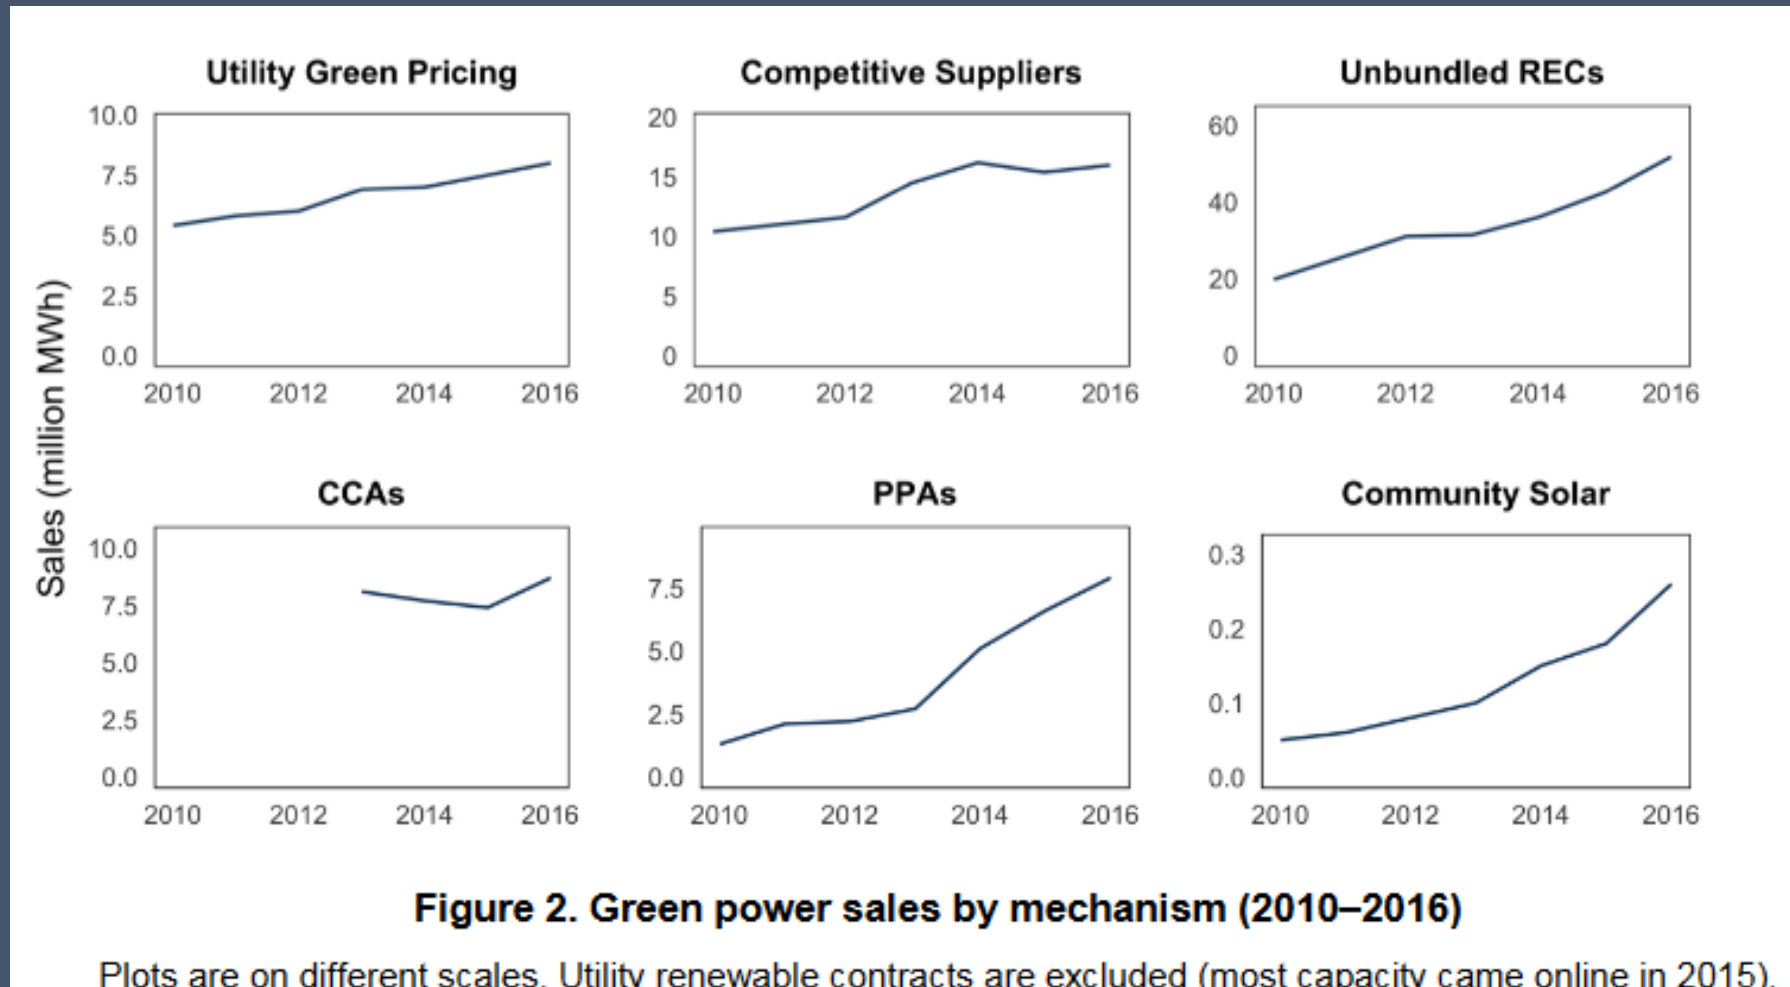 Utility Green Pricing
Competitive Suppliers
Unbundled RECs
10.0
7.5
5.0
2.5
0.0
2010 2012 2014 2016
20
15
10
5
0
2010 2012 2014 2016
60
40
20
0
2010 2012 2014 2016
Sales (million MWh)
CCAs
PPAs
Community Solar
10.0
7.5
5.0
2.5
0.0
2010 2012 2014 2016
7.5
5.0
2.5
0.0
2010 2012 2014 2016
0.3
0.2
0.1
0.0
2010 2012 2014 2016
Figure 2. Green power sales by mechanism (2010–2016)
Plots are on different scales. Utility renewable contracts are excluded (most capacity came online in 2015).